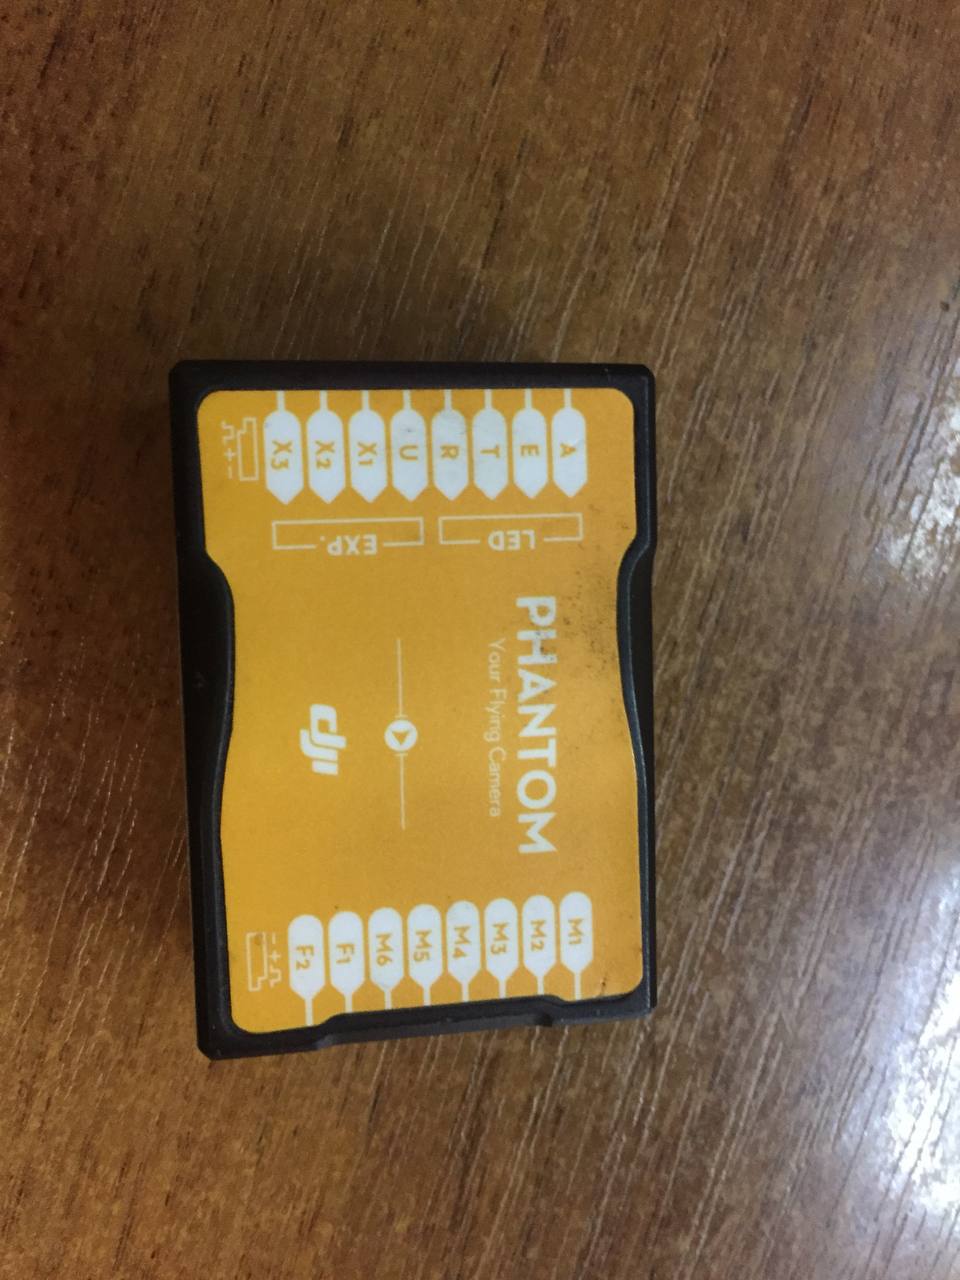 A
E
T
R
U
X1
X2
X3
LED
EXP.
PHANTOM
Your Flying Camera
dji
M1
M2
M3
M4
M5
M6
F1
F2